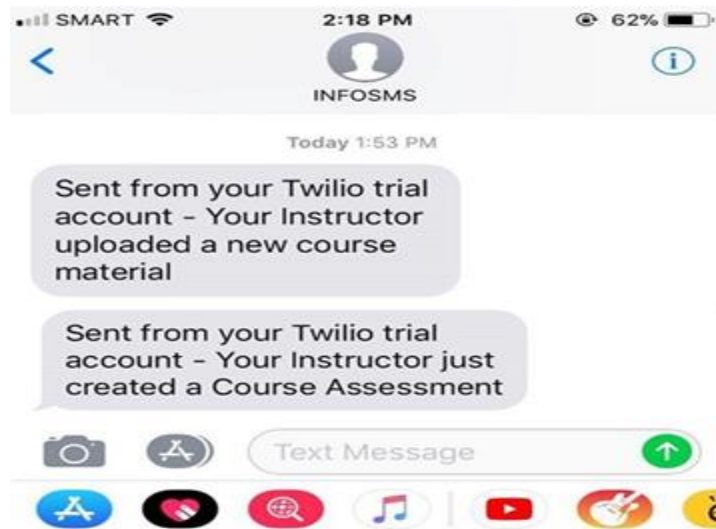 SMART 2:18 PM 62%
INFOSMS
Today 1:53 PM
Sent from your Twilio trial
account - Your Instructor
uploaded a new course
material
Sent from your Twilio trial
account - Your Instructor just
created a Course Assessment
Text Message